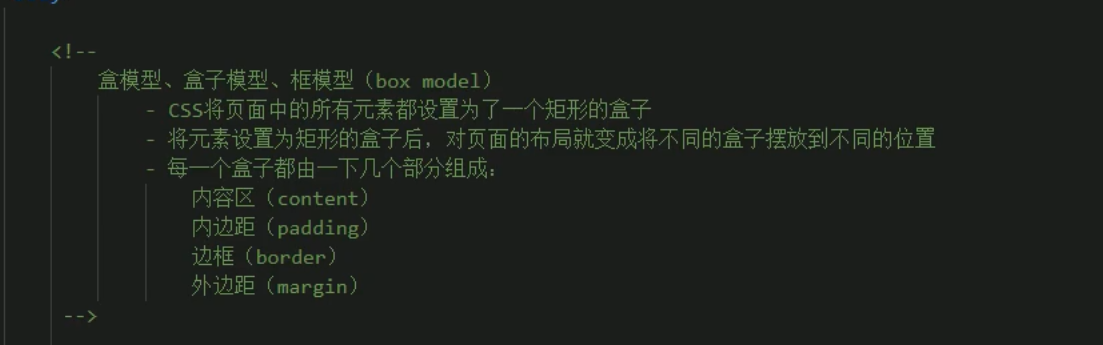 <!--
盒模型、盒子模型、框模型（box model）
- CSS将页面中的所有元素都设置为了一个矩形的盒子
- 将元素设置为矩形的盒子后，对页面的布局就变成将不同的盒子摆放到不同的位置
- 每一个盒子都由一下几个部分组成：
内容区（content）
内边距（padding）
边框（border）
外边距（margin）
-->